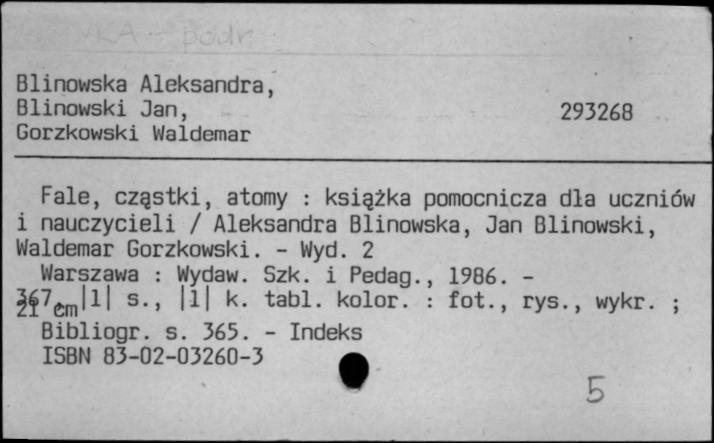 VKA - podr.
Blinowska Aleksandra,
Blinowski Jan,
293268
Gorzkowski Waldemar
Fale, cząstki, atomy : książka pomocnicza dla uczniów
i nauczycieli / Aleksandra Blinowska, Jan Blinowski,
Waldemar Gorzkowski. - Wyd. 2
Warszawa : Wydaw. Szk. i Pedag., 1986. -
367, |1| s., |1| k. tabl. kolor. : fot., rys., wykr. ;
21 cm
Bibliogr. s. 365. - Indeks
ISBN 83-02-03260-3
5